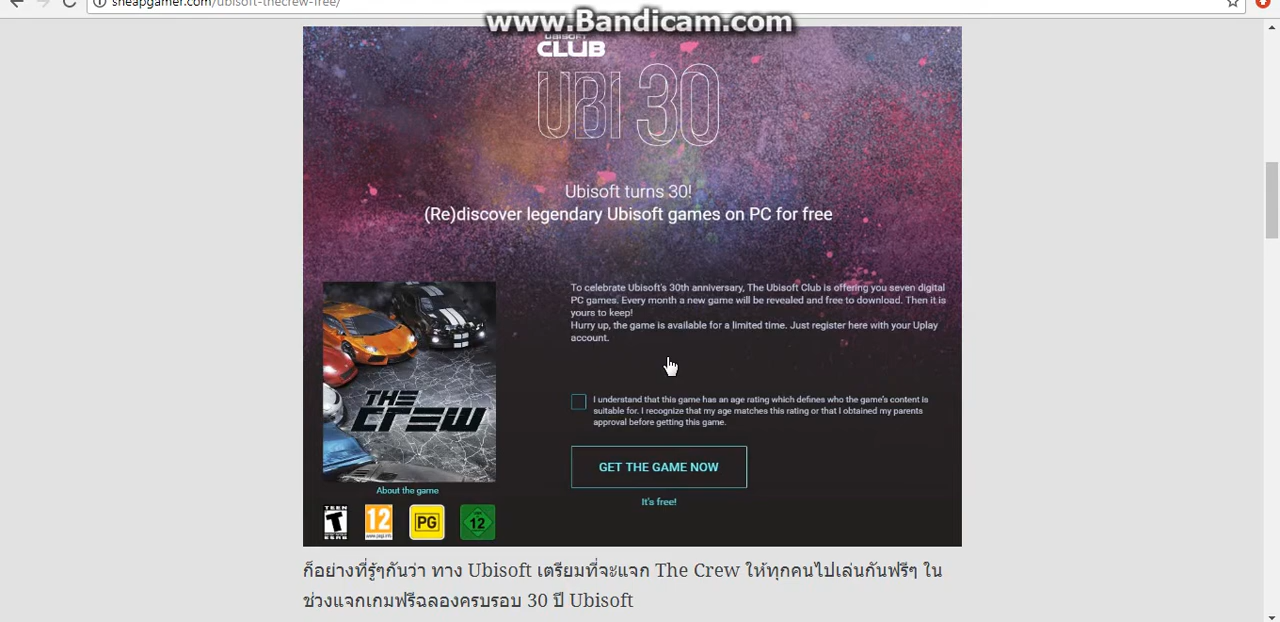 sheapgamer.com/ubisoft-thecrew-free/
www.Bandicam.com
UBISOFT
CLUB
UBI 30
Ubisoft turns 30!
(Re)discover legendary Ubisoft games on PC for free
To celebrate Ubisoft's 30th anniversary, The Ubisoft Club is offering you seven digital
PC games. Every month a new game will be revealed and free to download. Then it is
yours to keep!
Hurry up, the game is available for a limited time. Just register here with your Uplay
account.
THE
CREW
I understand that this game has an age rating which defines who the game's content is
suitable for. I recognize that my age matches this rating or that I obtained my parents
approval before getting this game.
GET THE GAME NOW
It's free!
About the game
TEEN
T
ESRB
12
www.pegi.info
PG
12
ก็อย่างที่รู้ๆกันว่า ทาง Ubisoft เตรียมที่จะแจก The Crew ให้ทุกคนไปเล่นกันฟรีๆ ใน
ช่วงแจกเกมฟรีฉลองครบรอบ 30 ปี Ubisoft